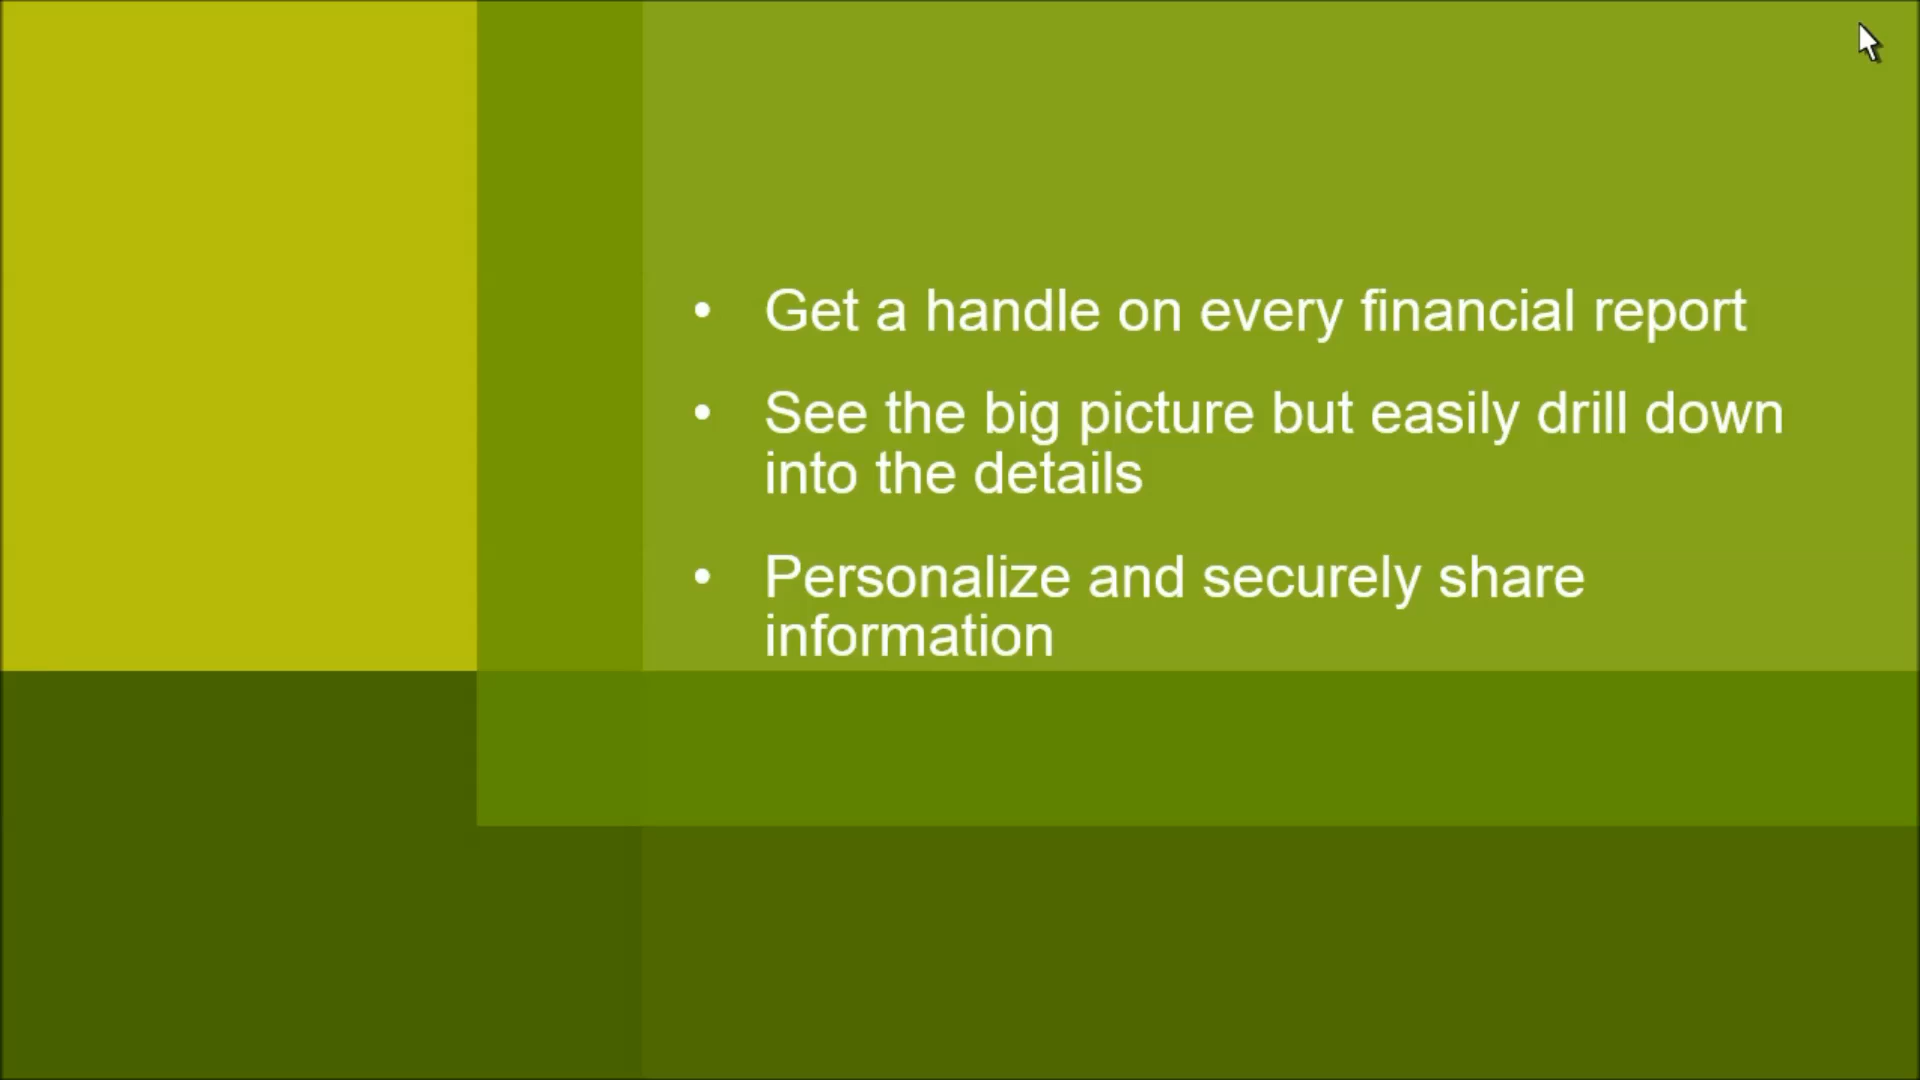 • Get a handle on every financial report
• See the big picture but easily drill down
into the details
• Personalize and securely share
information